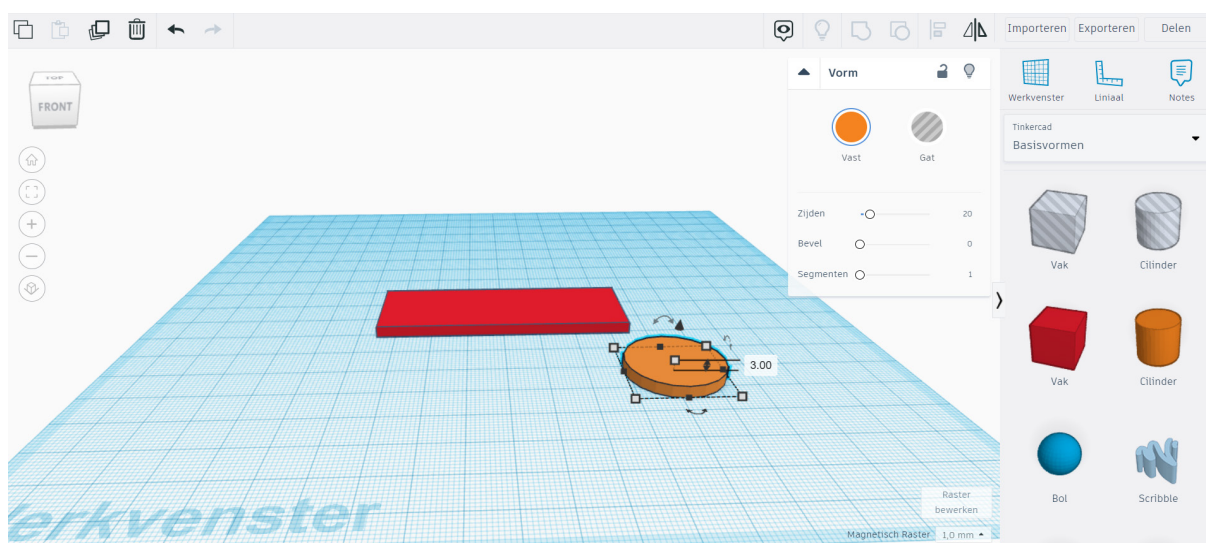 Importeren Exporteren Delen
TOP
FRONT
Vorm
Werkvenster Liniaal Notes
Tinkercad
Basisvormen
Vast Gat
Zijden 20
Bevel 0
Segmenten 1
Vak Cilinder
3.00
Vak Cilinder
Bol Scribble
Raster
bewerken
Werkvenster
Magnetisch Raster 1,0 mm